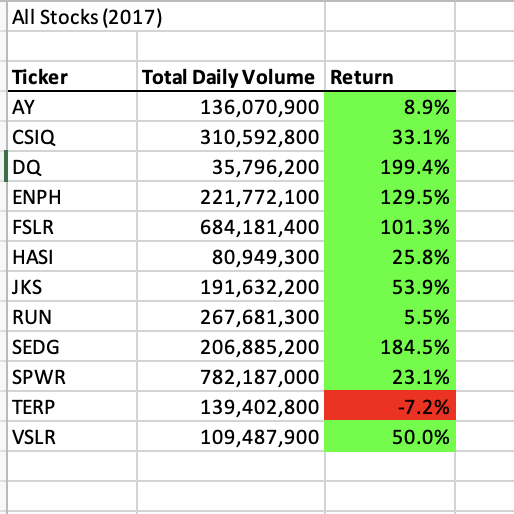 All Stocks (2017)
Ticker Total Daily Volume Return
AY 136,070,900 8.9%
CSIQ 310,592,800 33.1%
DQ 35,796,200 199.4%
ENPH 221,772,100 129.5%
FSLR 684,181,400 101.3%
HASI 80,949,300 25.8%
JKS 191,632,200 53.9%
RUN 267,681,300 5.5%
SEDG 206,885,200 184.5%
SPWR 782,187,000 23.1%
TERP 139,402,800 -7.2%
VSLR 109,487,900 50.0%